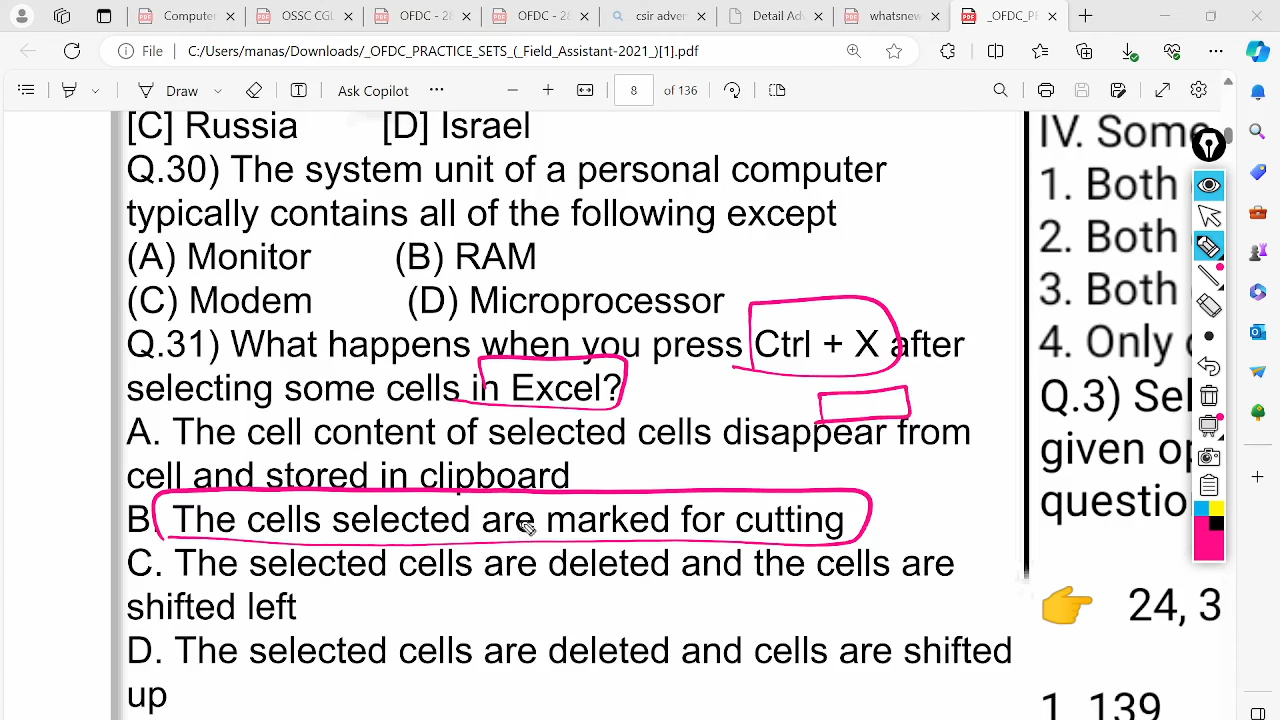 Computer
OSSC CGL
OFDC - 28
OFDC - 28
csir adver
Detail Adv
whatsnew
_OFDC_P
File
C:/Users/manas/Downloads/_OFDC_PRACTICE_SETS_(_Field_Assistant-2021_)[1].pdf
Draw
Ask Copilot
8 of 136
[C] Russia [D] Israel
Q.30) The system unit of a personal computer
typically contains all of the following except
(A) Monitor (B) RAM
(C) Modem (D) Microprocessor
Q.31) What happens when you press Ctrl + X after
selecting some cells in Excel?
A. The cell content of selected cells disappear from
cell and stored in clipboard
B. The cells selected are marked for cutting
C. The selected cells are deleted and the cells are
shifted left
D. The selected cells are deleted and cells are shifted
up
IV. Some
1. Both
2. Both
3. Both
4. Only
Q.3) Sel
given op
questio
24, 3
1. 139